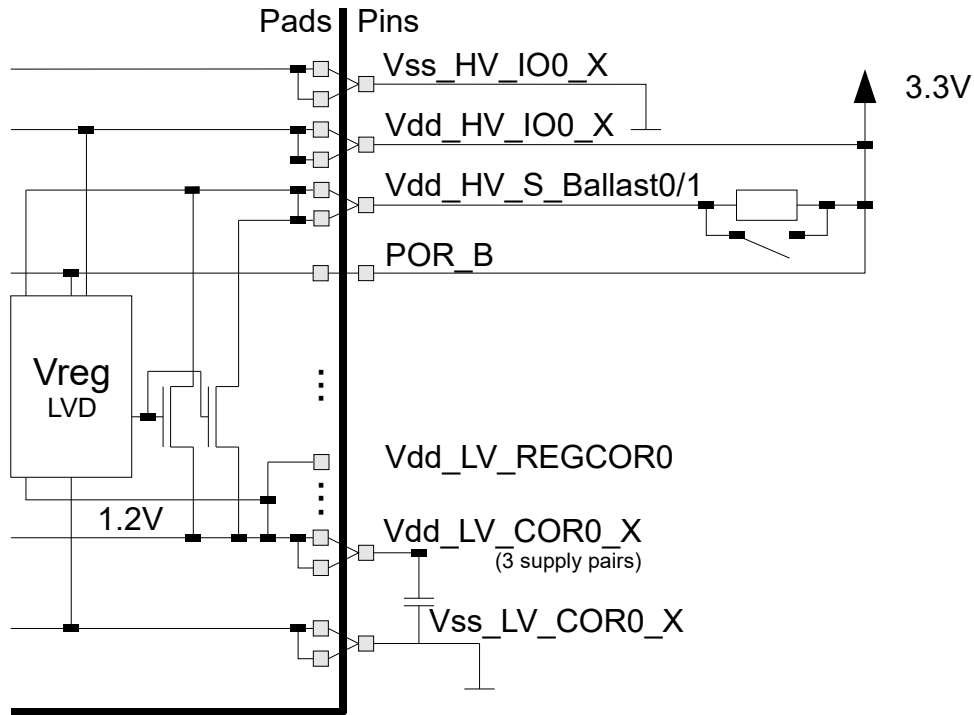 Pads Pins
Vss_HV_IO0_X
3.3V
Vdd_HV_IO0_X
Vdd_HV_S_Ballast0/1
POR_B
Vreg
LVD
Vdd_LV_REGCOR0
1.2V
Vdd_LV_COR0_X
(3 supply pairs)
Vss_LV_COR0_X